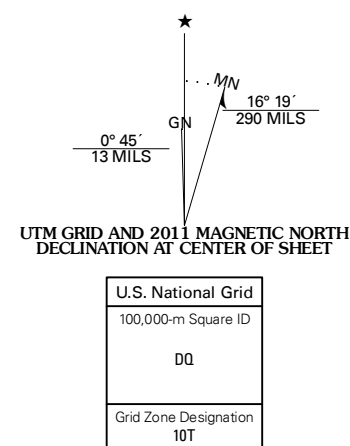 ★
MN
GN
16° 19´
290 MILS
0° 45´
13 MILS
UTM GRID AND 2011 MAGNETIC NORTH
DECLINATION AT CENTER OF SHEET
U.S. National Grid
100,000-m Square ID
DQ
Grid Zone Designation
10T